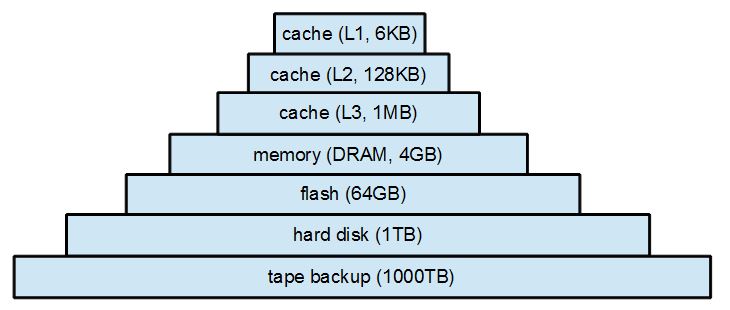 cache (L1, 6KB)
cache (L2, 128KB)
cache (L3, 1MB)
memory (DRAM, 4GB)
flash (64GB)
hard disk (1TB)
tape backup (1000TB)